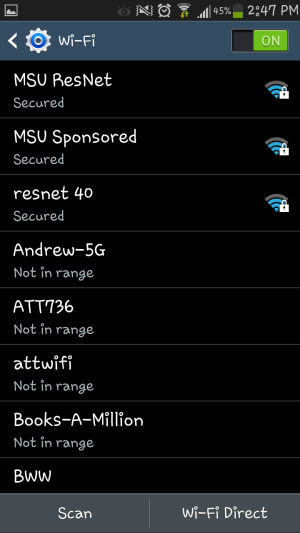 45% 2:47 PM
Wi-Fi ON
MSU ResNet
Secured
MSU Sponsored
Secured
resnet 40
Secured
Andrew-5G
Not in range
ATT736
Not in range
attwifi
Not in range
Books-A-Million
Not in range
BWW
Scan Wi-Fi Direct